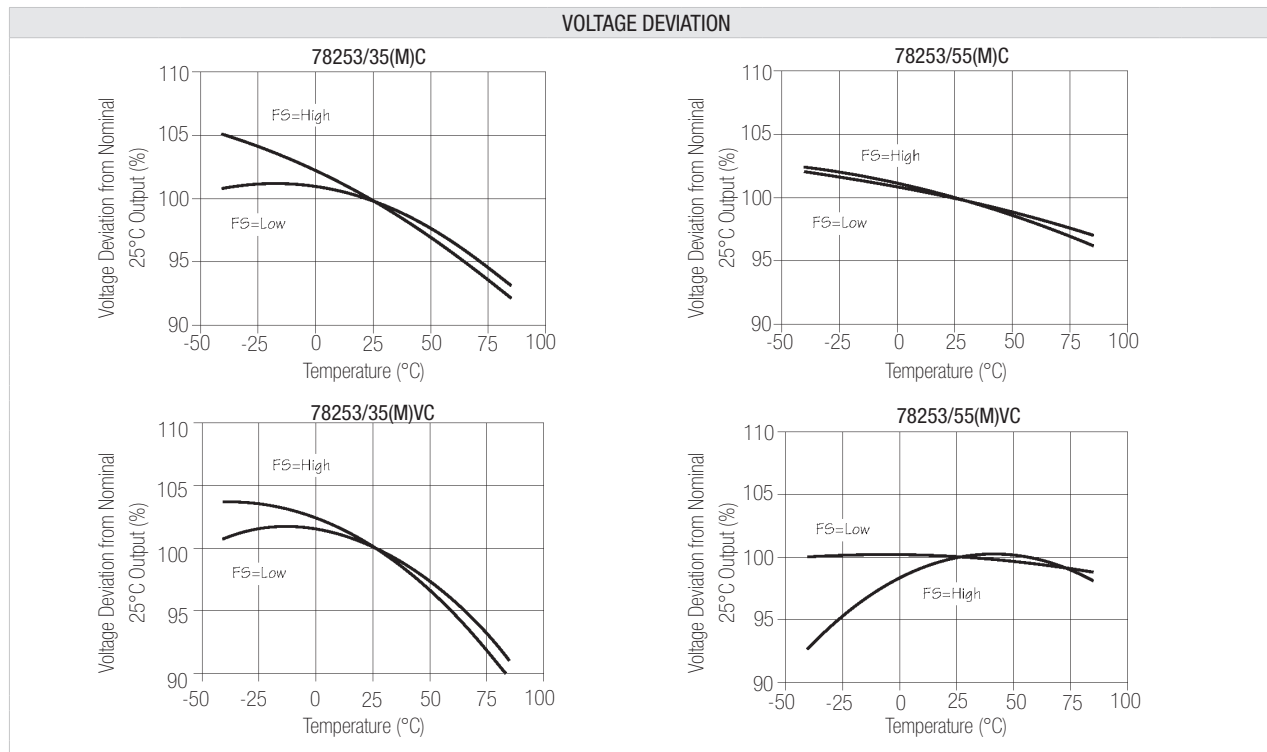 VOLTAGE DEVIATION
78253/35(M)C
Voltage Deviation from Nominal
25°C Output (%)
110
105
100
95
90
FS=High
FS=Low
-50
-25
0
25
50
75
100
Temperature (°C)
78253/55(M)C
Voltage Deviation from Nominal
25°C Output (%)
110
105
100
95
90
FS=High
FS=Low
-50
-25
0
25
50
75
100
Temperature (°C)
78253/35(M)VC
Voltage Deviation from Nominal
25°C Output (%)
110
105
100
95
90
FS=High
FS=Low
-50
-25
0
25
50
75
100
Temperature (°C)
78253/55(M)VC
Voltage Deviation from Nominal
25°C Output (%)
110
105
100
95
90
FS=Low
FS=High
-50
-25
0
25
50
75
100
Temperature (°C)